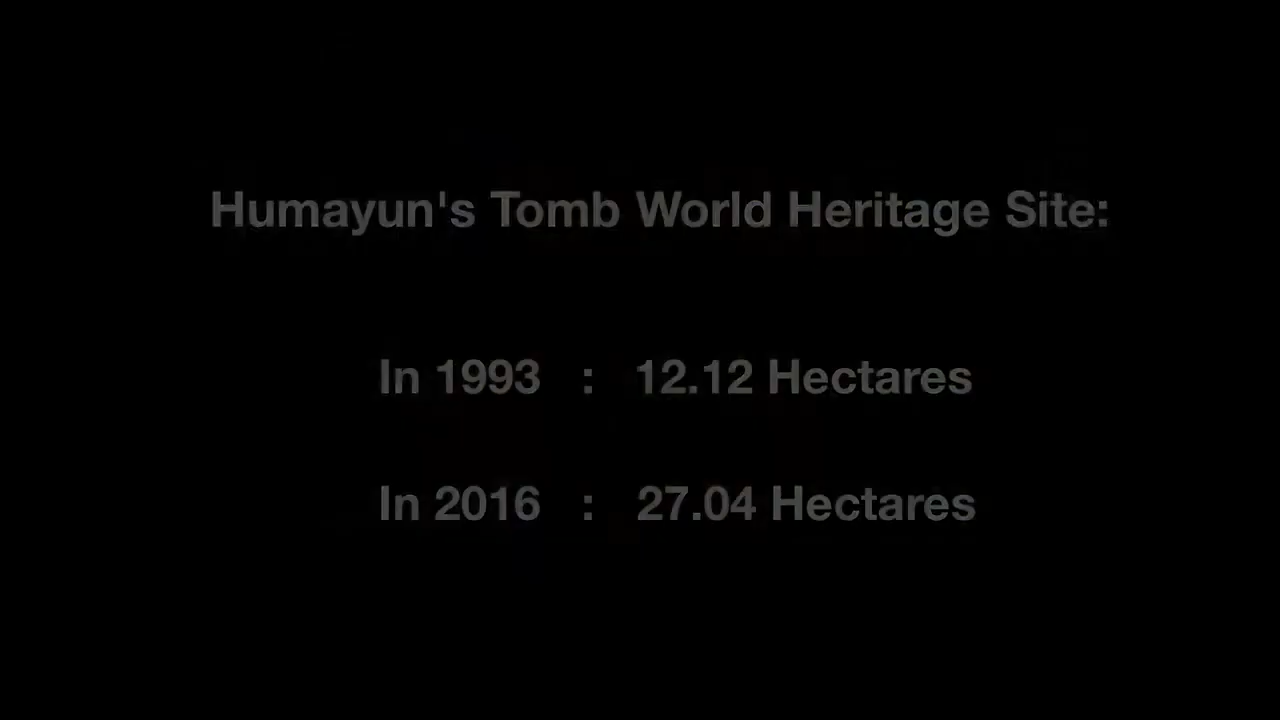 Humayun's Tomb World Heritage Site:
In 1993 : 12.12 Hectares
In 2016 : 27.04 Hectares